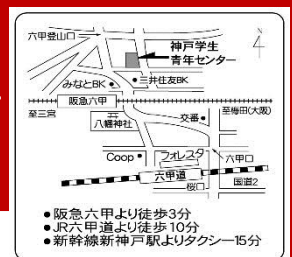 六甲登山口
神戸学生
青年センター
みなとBK
三井住友BK
阪急六甲
至三宮
八幡神社
交番
至梅田(大阪)
Coop
フォレスタ
六甲口
六甲道
桜口
国道2
●阪急六甲より徒歩3分
●JR六甲道より徒歩10分
●新幹線新神戸駅よりタクシー15分